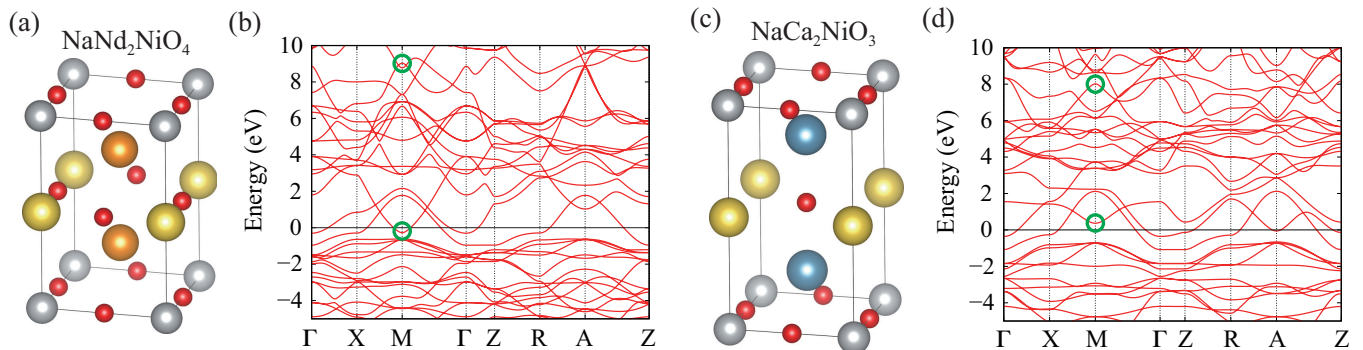 (a)
NaNd₂NiO₄
(b)
Energy (eV)
10
8
6
4
2
0
−2
−4
Γ X M Γ Z R A Z
(c)
NaCa₂NiO₃
(d)
Energy (eV)
10
8
6
4
2
0
−2
−4
Γ X M Γ Z R A Z